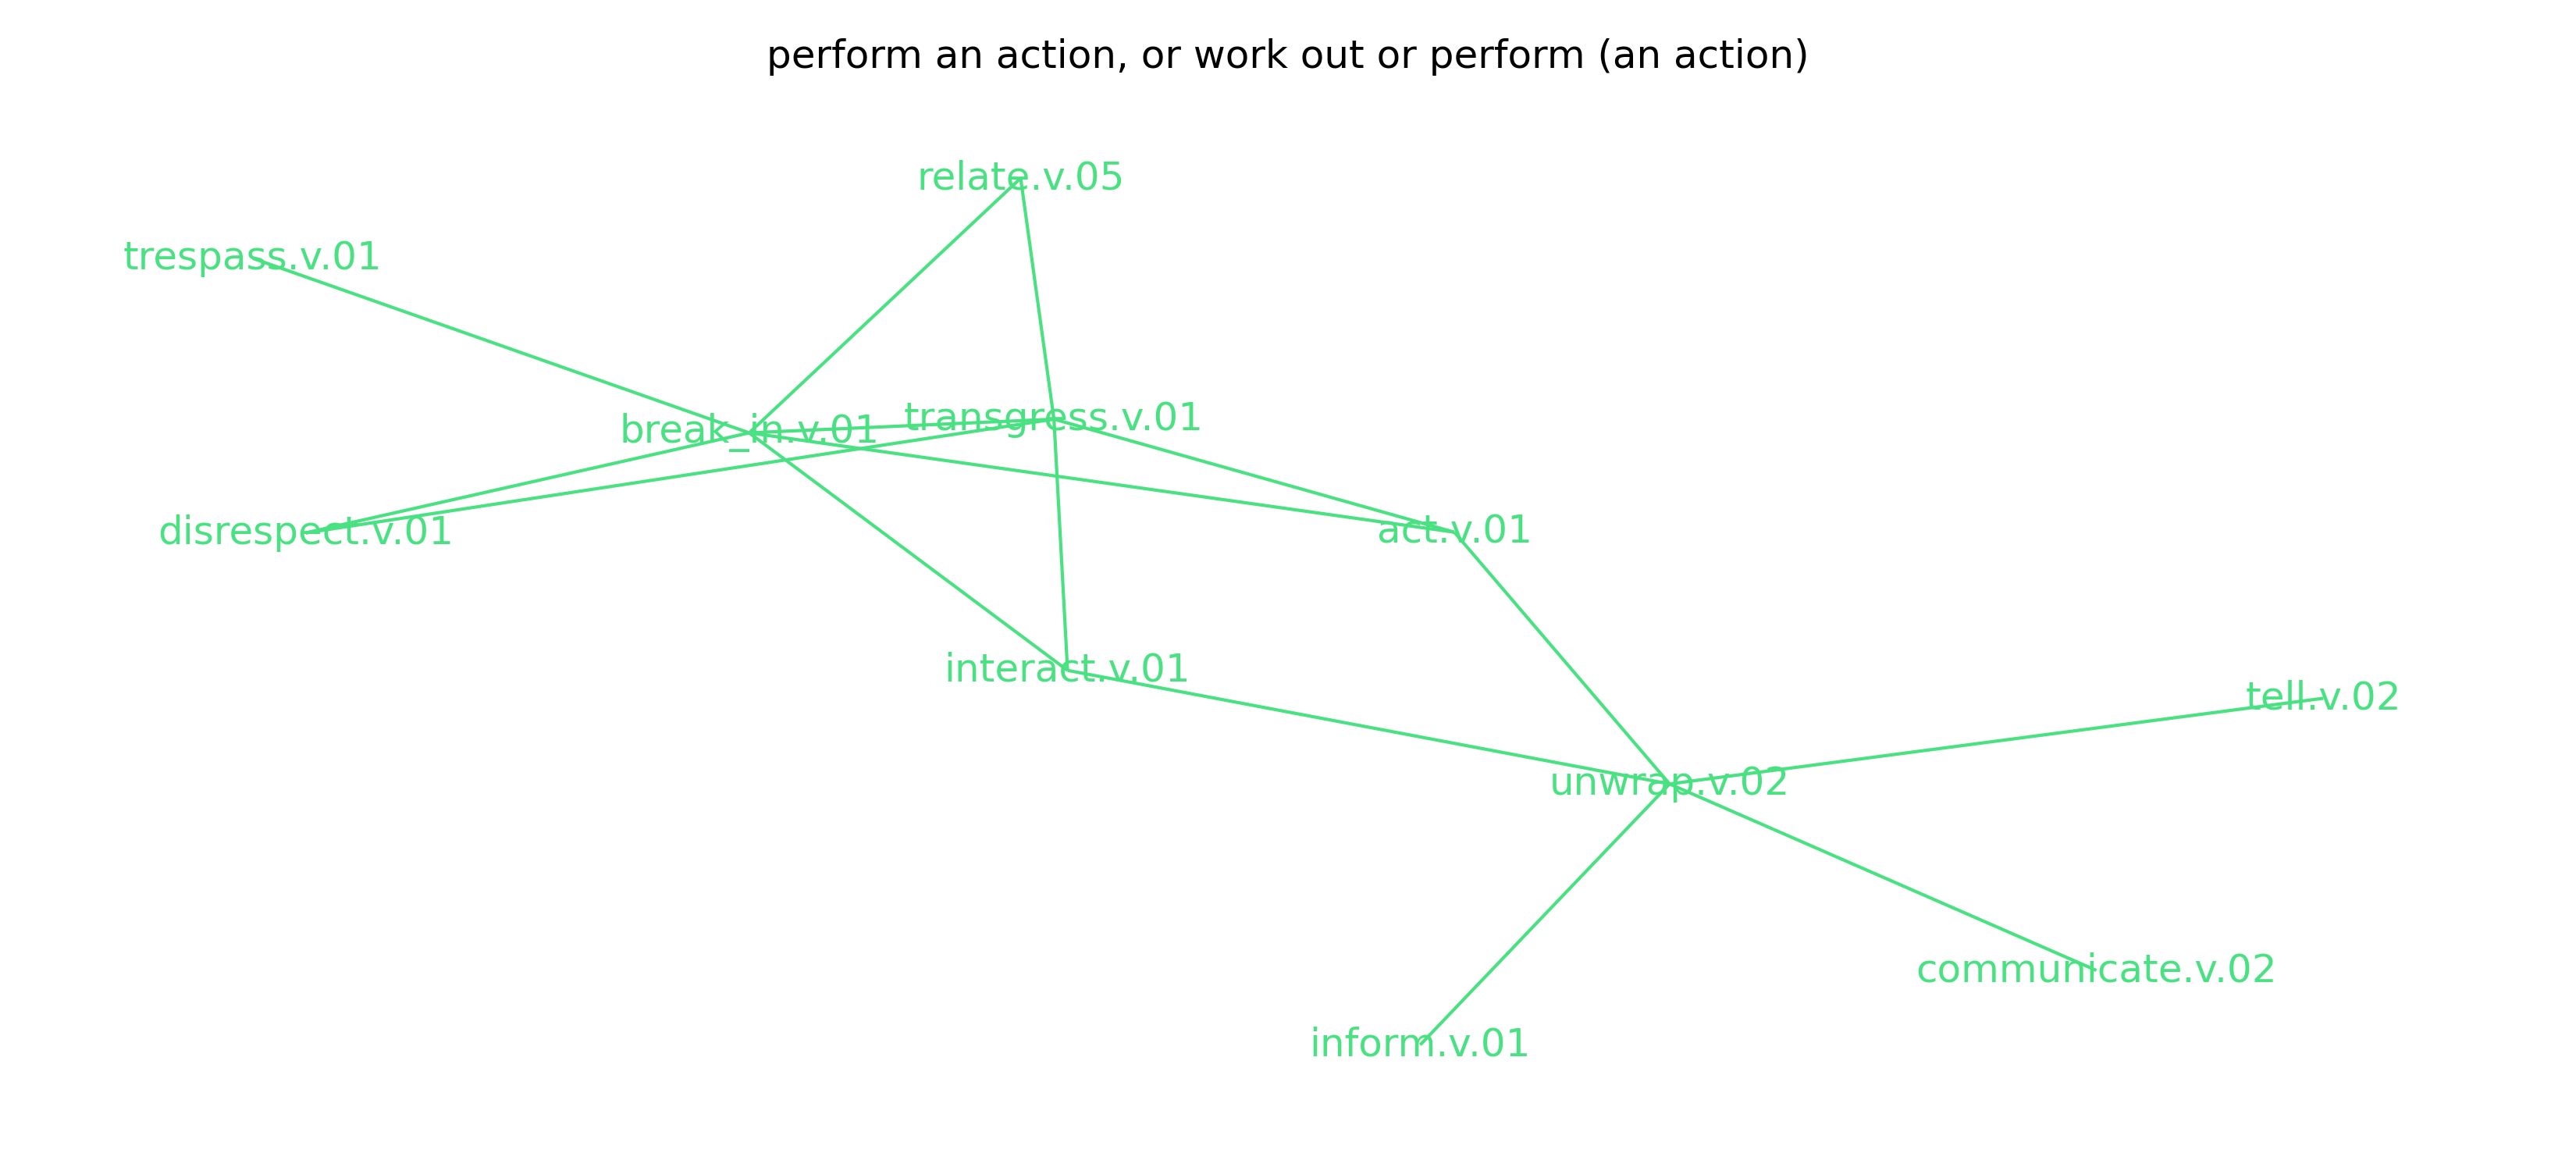 perform an action, or work out or perform (an action)
relate.v.05
trespass.v.01
transgress.v.01
break_in.v.01
disrespect.v.01
act.v.01
interact.v.01
tell.v.02
unwrap.v.02
communicate.v.02
inform.v.01